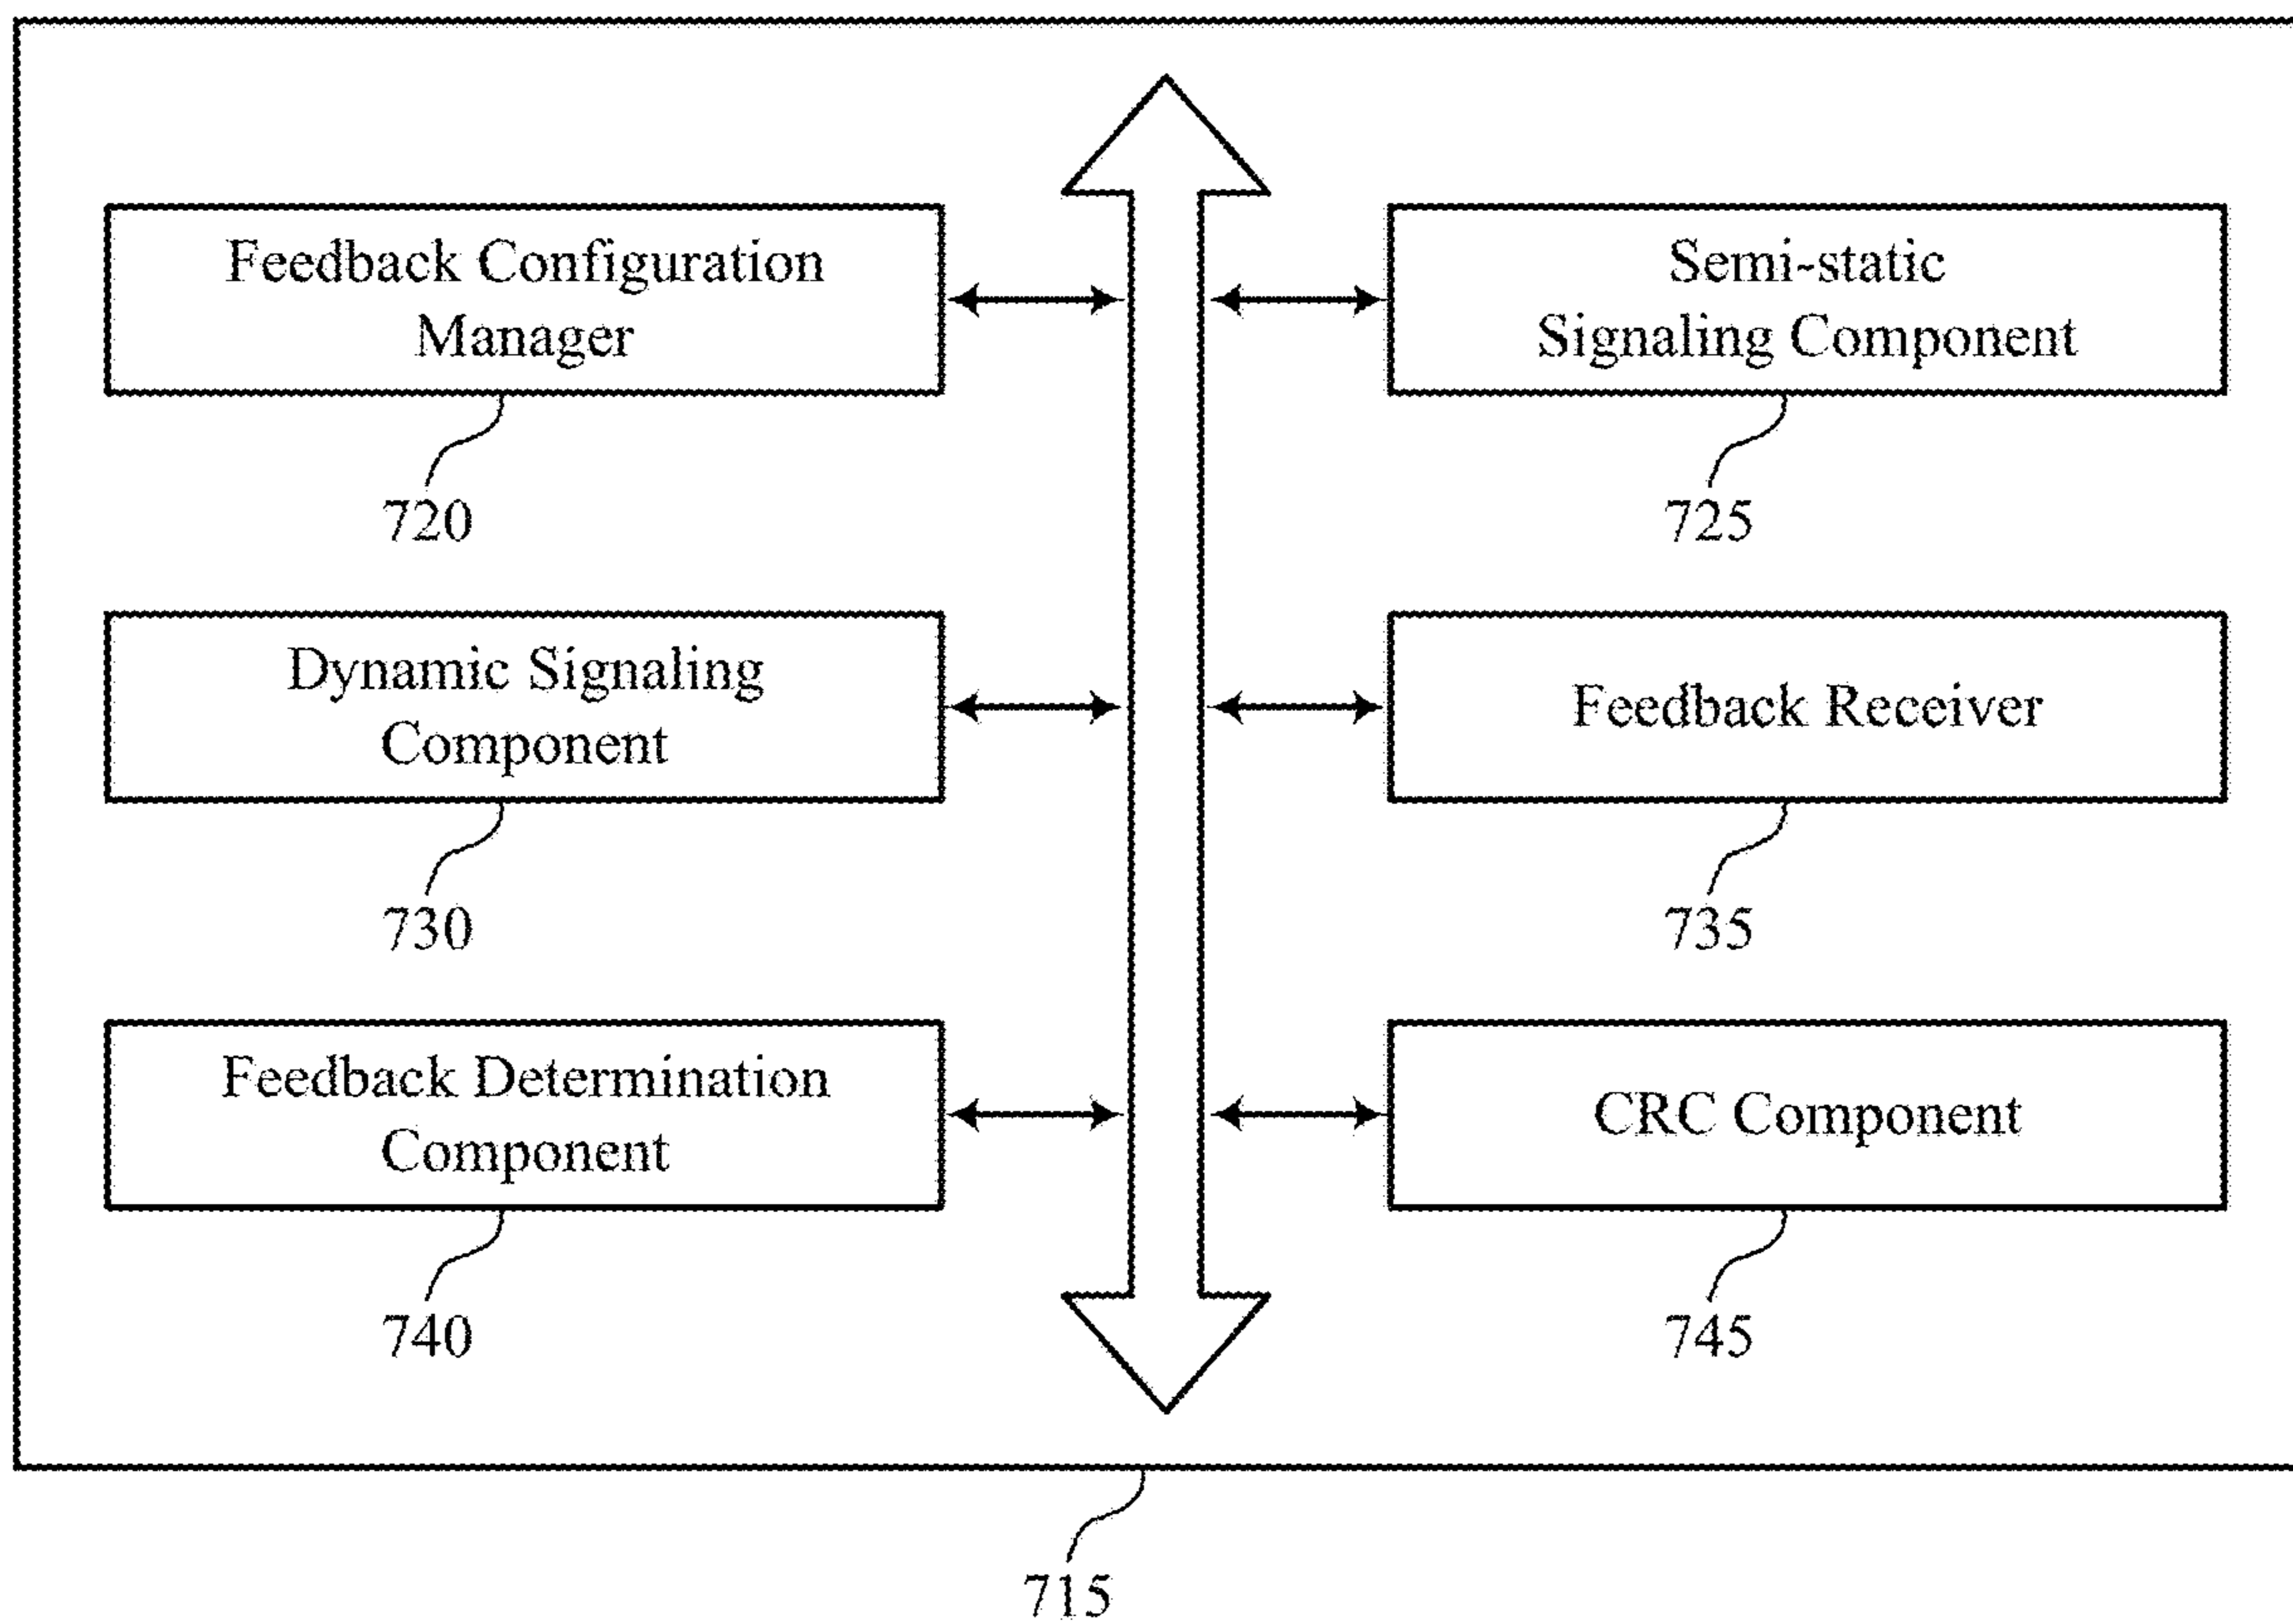 Feedback Configuration
Manager
720
Semi-static
Signaling Component
725
Dynamic Signaling
Component
730
Feedback Receiver
735
Feedback Determination
Component
740
CRC Component
745
715